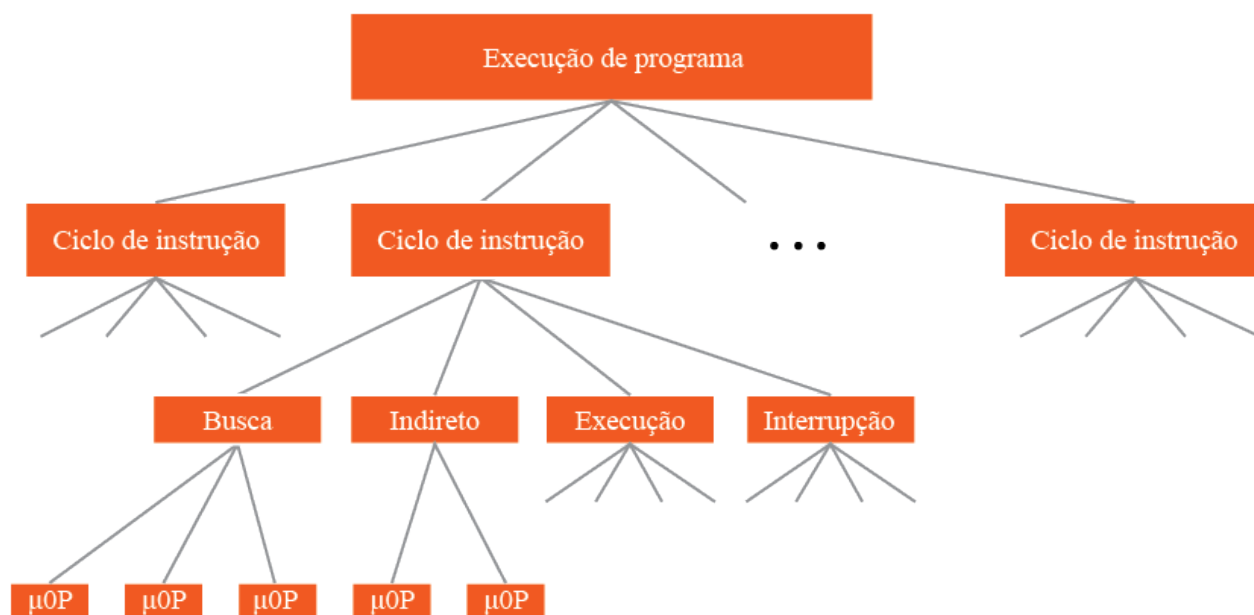 Execução de programa
Ciclo de instrução
Ciclo de instrução
...
Ciclo de instrução
Busca
Indireto
Execução
Interrupção
μ0P
μ0P
μ0P
μ0P
μ0P